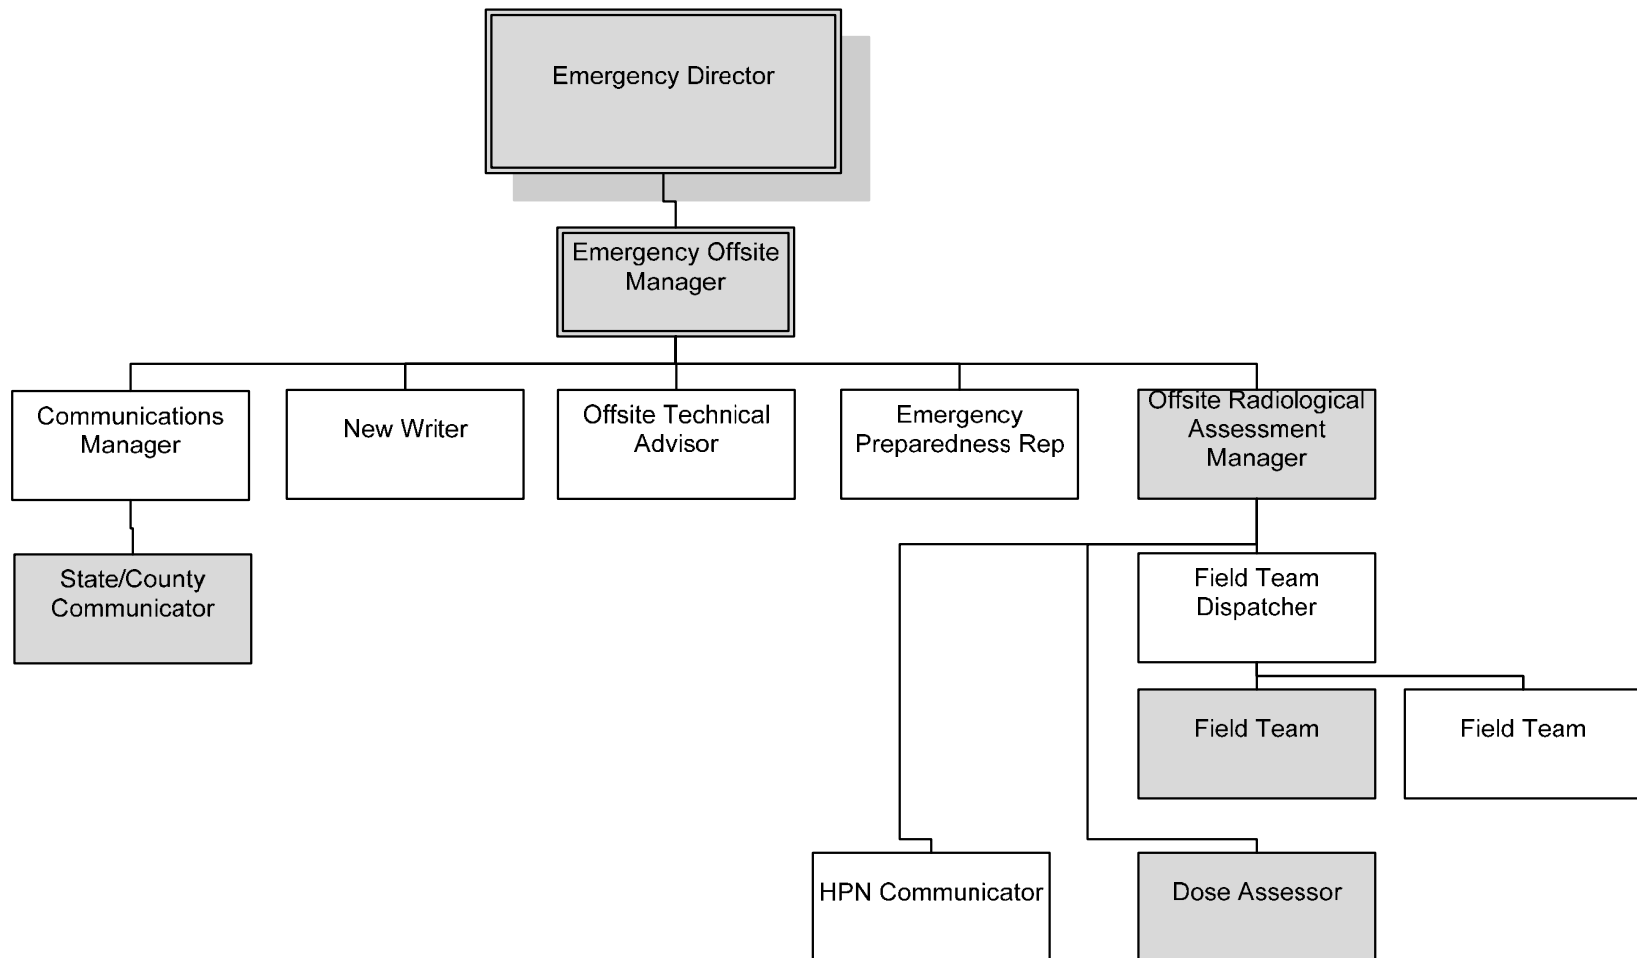 Emergency Director
Emergency Offsite
Manager
Communications
Manager
New Writer
Offsite Technical
Advisor
Emergency
Preparedness Rep
Offsite Radiological
Assessment
Manager
State/County
Communicator
Field Team
Dispatcher
Field Team
Field Team
HPN Communicator
Dose Assessor